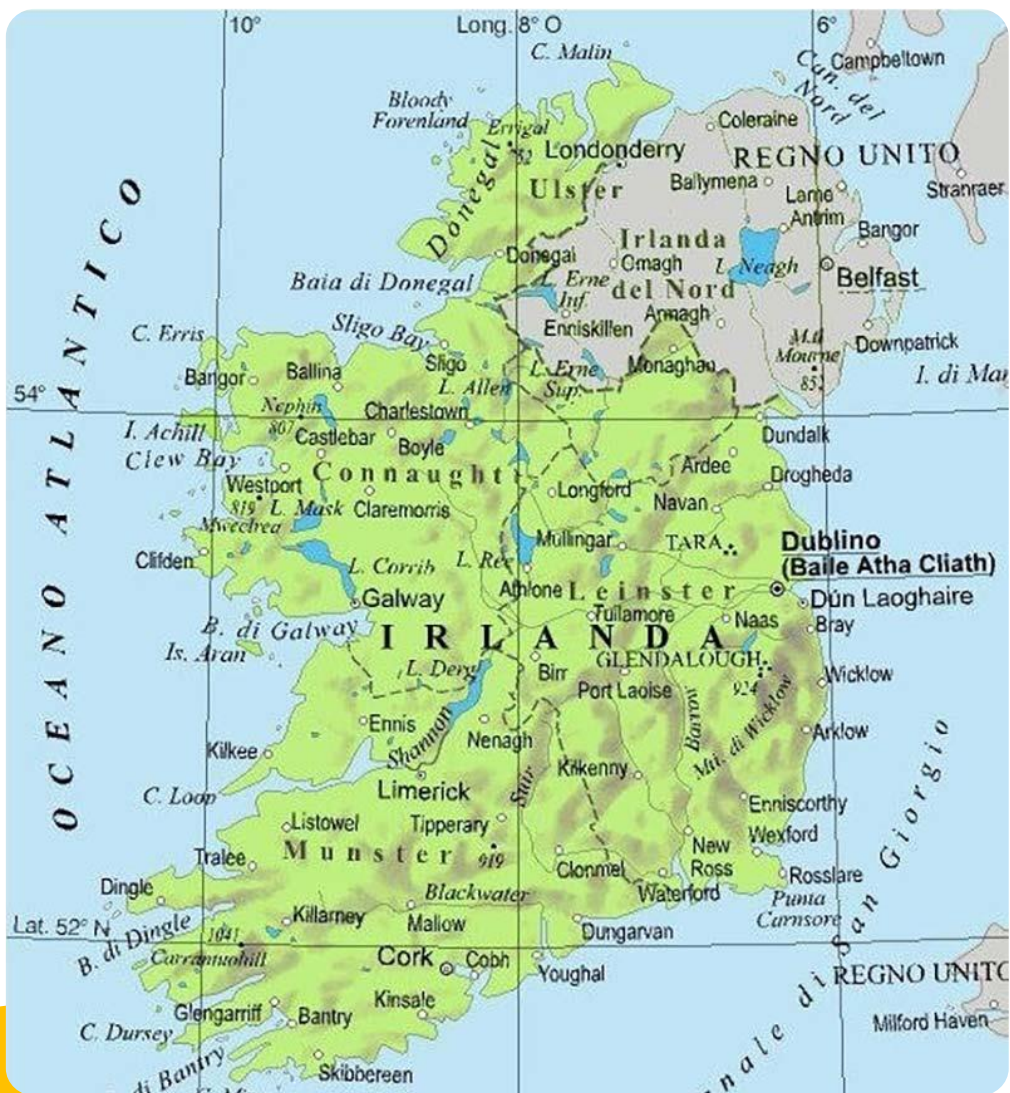 10°
Long. 8° O
6°
C. Malin
Campbeltown
Can. del
Nord
Bloody
Forenland
Errigal
52
Coleraine
Londonderry
REGNO UNITO
Ballymena
Stranraer
Ulster
Larne
Antrim
Donegal
Bangor
Irlanda
del Nord
Donegal
Omagh
L. Neagh
Belfast
Baia di Donegal
L. Erne
Inf.
Armagh
Enniskillen
Sligo Bay
C. Erris
Downpatrick
Mti
Mourne
852
Sligo
Monaghan
L. Erne
Sup.
Bangor
Ballina
L. Allen
I. di Man
54°
Nephin
807
Charlestown
I. Achill
Castlebar
Boyle
Dundalk
Clew Bay
Connaught
Ardee
Drogheda
Westport
Longford
Navan
819
L. Mask
Claremorris
Mweelrea
Mullingar
TARA
Dublino
(Baile Atha Cliath)
Clifden
L. Corrib
L. Ree
Athlone
Leinster
Galway
Dún Laoghaire
Tullamore
Naas
Bray
B. di Galway
IRLANDA
Is. Aran
L. Derg
Birr
GLENDALOUGH
Wicklow
Port Laoise
924
Ennis
Shannon
Nenagh
Barrow
Mti. di Wicklow
Arklow
Kilkee
Suir
Kilkenny
C. Loop
Limerick
Enniscorthy
Listowel
Tipperary
Wexford
Munster
919
New
Ross
Tralee
Clonmel
Rosslare
Dingle
Blackwater
Waterford
Punta
Carnsore
Lat. 52° N
Killarney
Mallow
Dungarvan
B. di Dingle
1041
Carrantuohill
Cork
Cobh
Youghal
REGNO UNITO
Kinsale
Glengarriff
Bantry
Milford Haven
C. Dursey
di Bantry
Skibbereen
OCEANO ATLANTICO
nale di San Giorgio